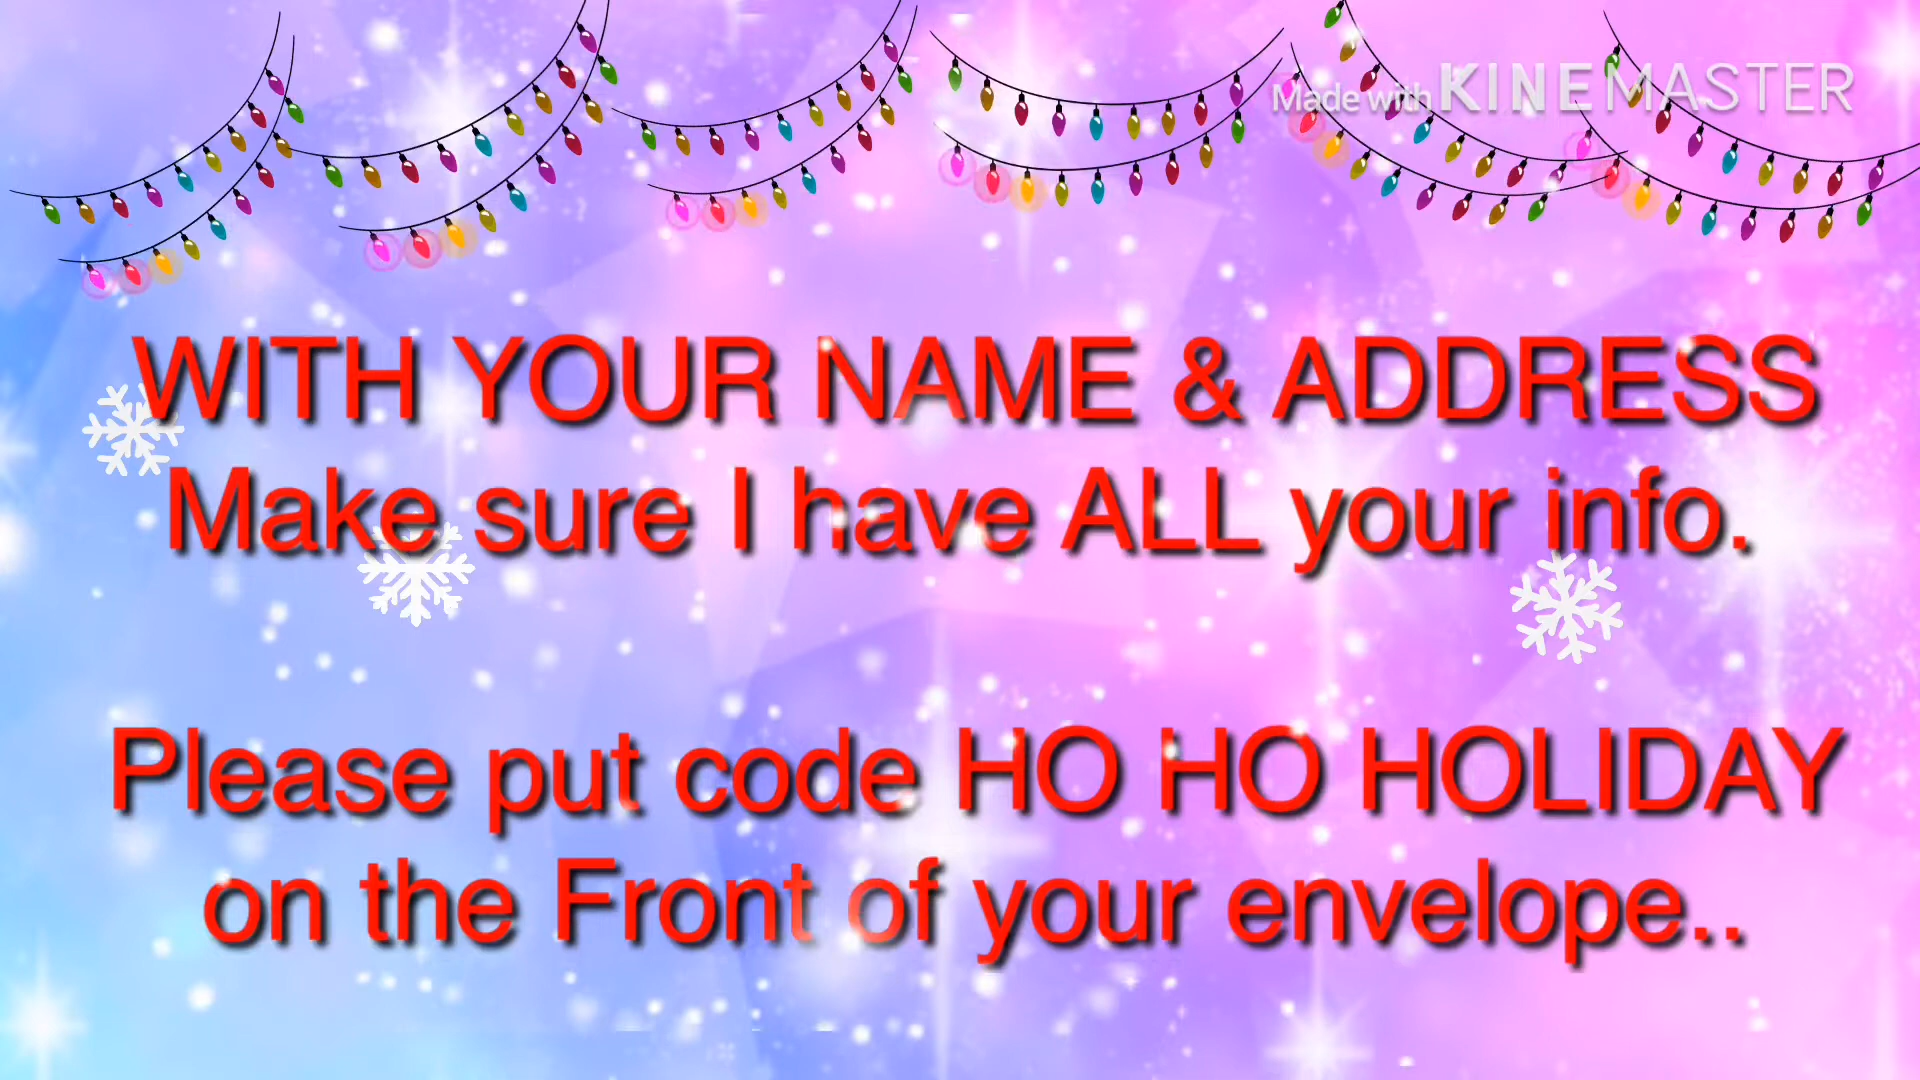 Made with KINEMASTER
WITH YOUR NAME & ADDRESS
Make sure I have ALL your info.
Please put code HO HO HOLIDAY
on the Front of your envelope..